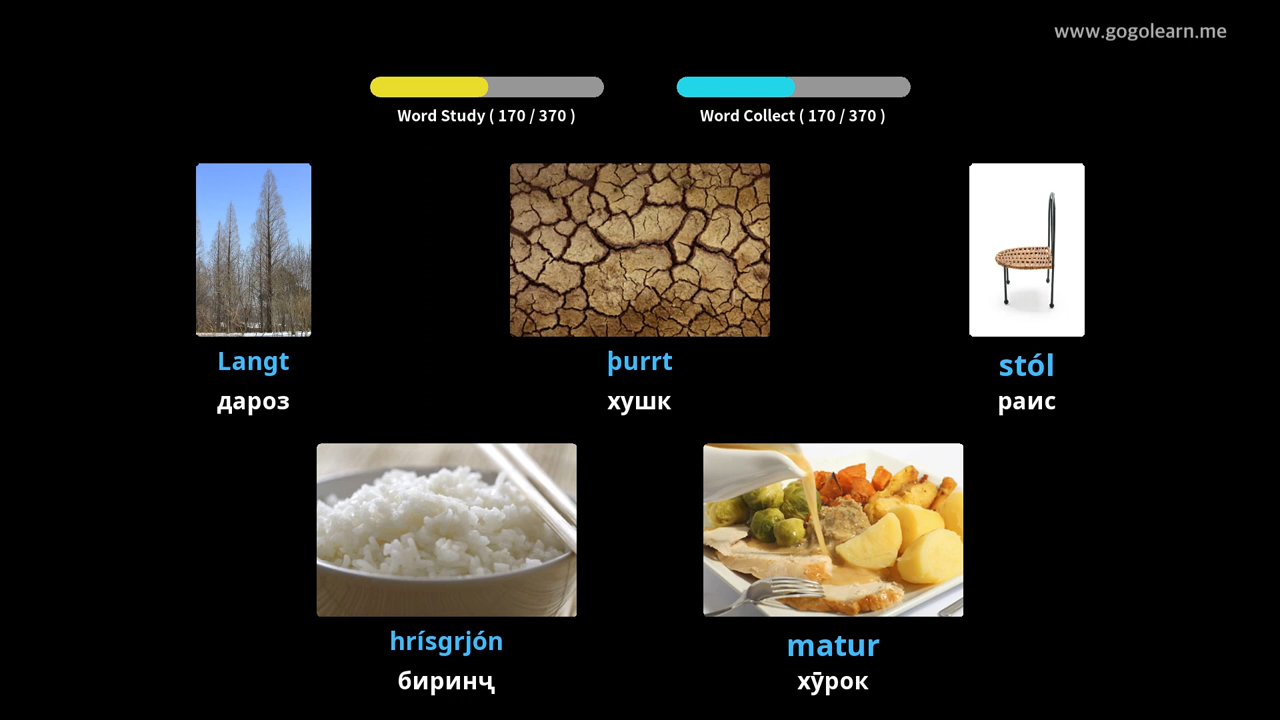 www.gogolearn.me
Word Study ( 170 / 370 )
Word Collect ( 170 / 370 )
Langt
дароз
þurrt
хушк
stól
раис
hrísgrjón
биринҷ
matur
хӯрок